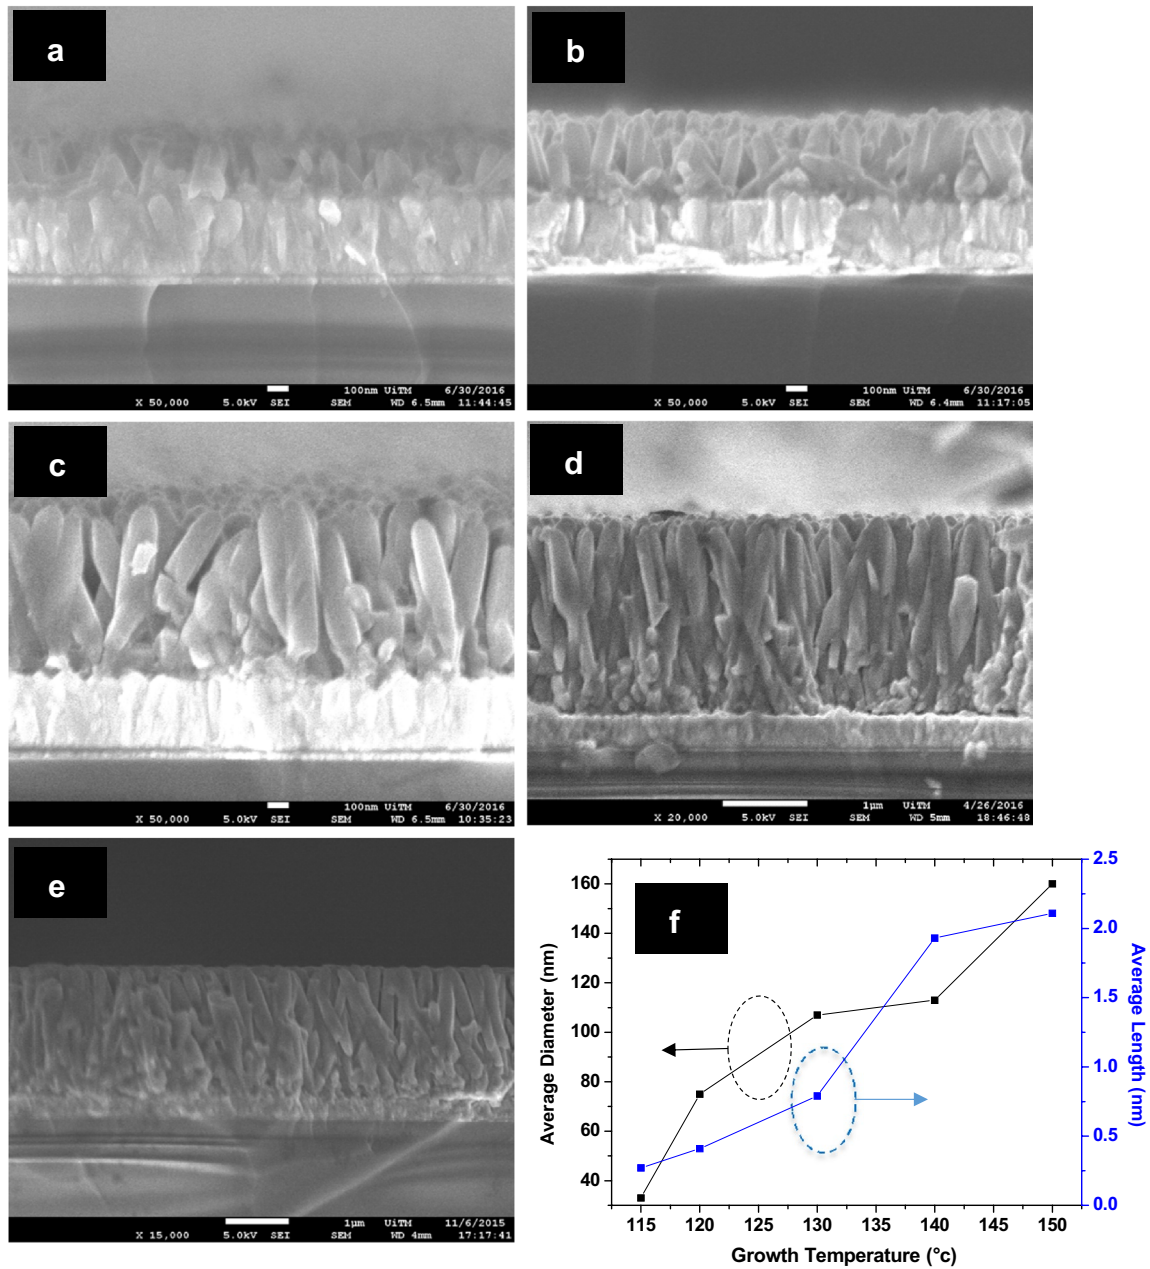 a
100nm UiTM 6/30/2016
X 50,000 5.0kV SEI SEM WD 6.5mm 11:44:45
b
100nm UiTM 6/30/2016
X 50,000 5.0kV SEI SEM WD 6.4mm 11:17:05
c
100nm UiTM 6/30/2016
X 50,000 5.0kV SEI SEM WD 6.5mm 10:35:23
d
1µm UiTM 4/26/2016
X 20,000 5.0kV SEI SEM WD 5mm 18:46:48
e
1µm UiTM 11/6/2015
X 15,000 5.0kV SEI SEM WD 4mm 17:17:41
f
Average Diameter (nm)
160
140
120
100
80
60
40
2.5
2.0
1.5
1.0
0.5
0.0
Average Length (nm)
115 120 125 130 135 140 145 150
Growth Temperature (°c)